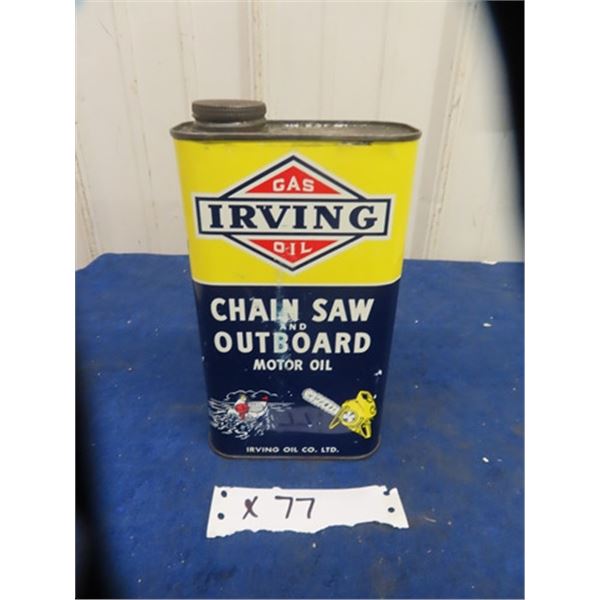 GAS
IRVING
OIL
CHAIN SAW
AND
OUTBOARD
MOTOR OIL
IRVING OIL CO. LTD.
X 77